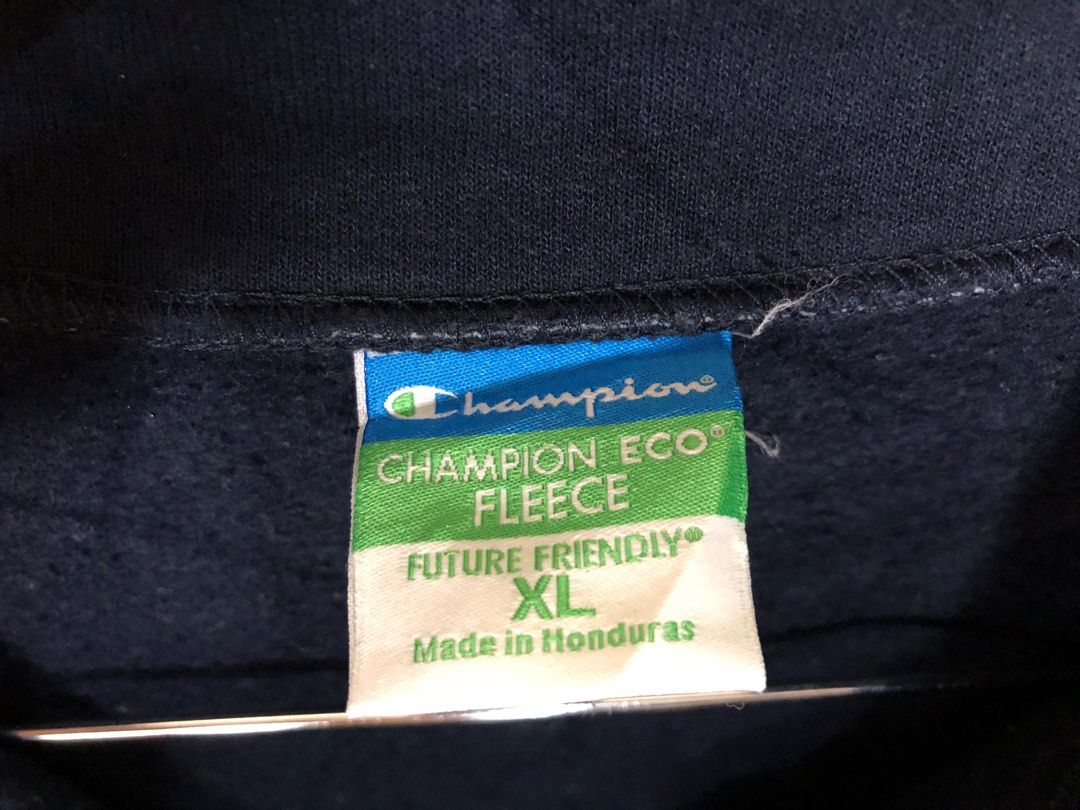 Champion®
CHAMPION ECO®
FLEECE
FUTURE FRIENDLY®
XL
Made in Honduras